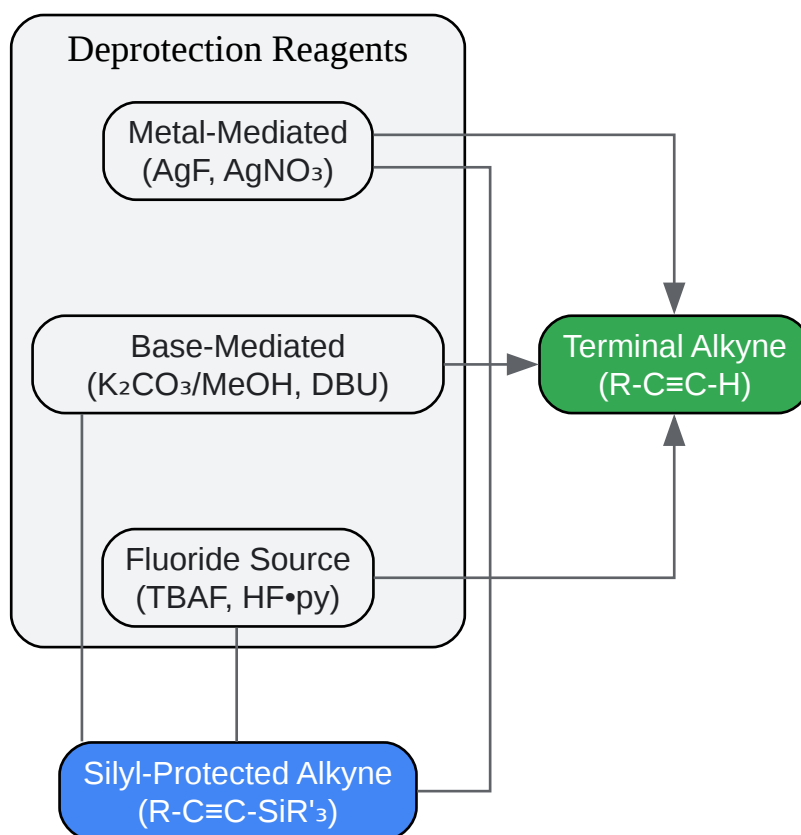 Deprotection Reagents
Metal-Mediated
(AgF, AgNO₃)
Base-Mediated
(K₂CO₃/MeOH, DBU)
Terminal Alkyne
(R-C≡C-H)
Fluoride Source
(TBAF, HF•py)
Silyl-Protected Alkyne
(R-C≡C-SiR'₃)